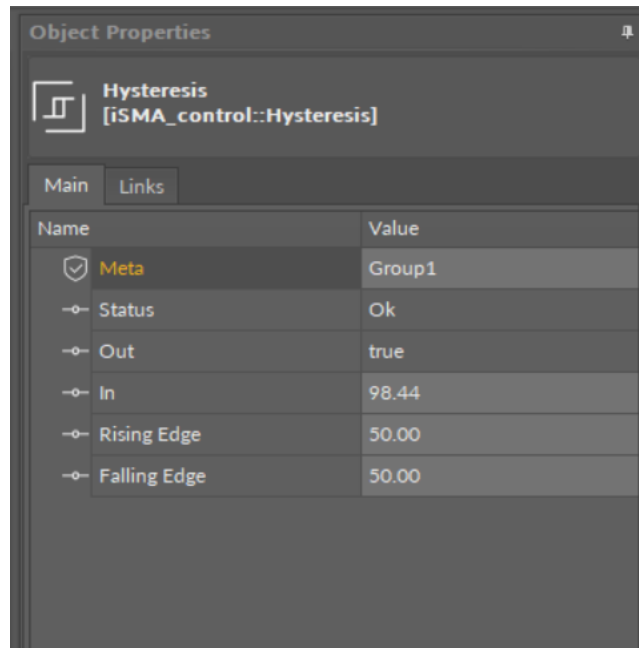 Object Properties
Hysteresis
[iSMA_control::Hysteresis]
Main Links
Name Value
Meta Group1
Status Ok
Out true
In 98.44
Rising Edge 50.00
Falling Edge 50.00